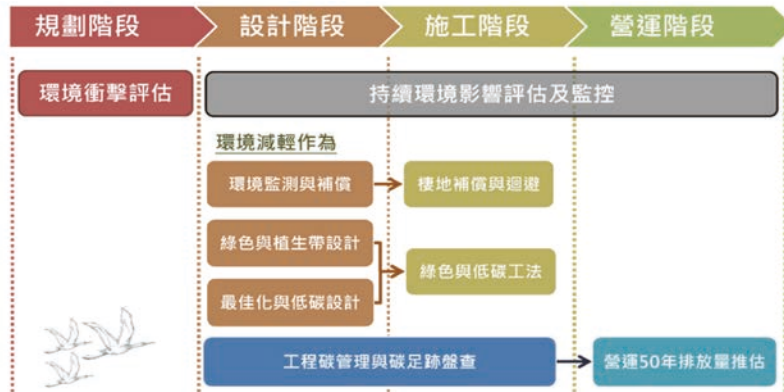 規劃階段
設計階段
施工階段
營運階段
環境衝擊評估
持續環境影響評估及監控
環境減輕作為
環境監測與補償
棲地補償與迴避
綠色與植生帶設計
綠色與低碳工法
最佳化與低碳設計
工程碳管理與碳足跡盤查
營運50年排放量推估